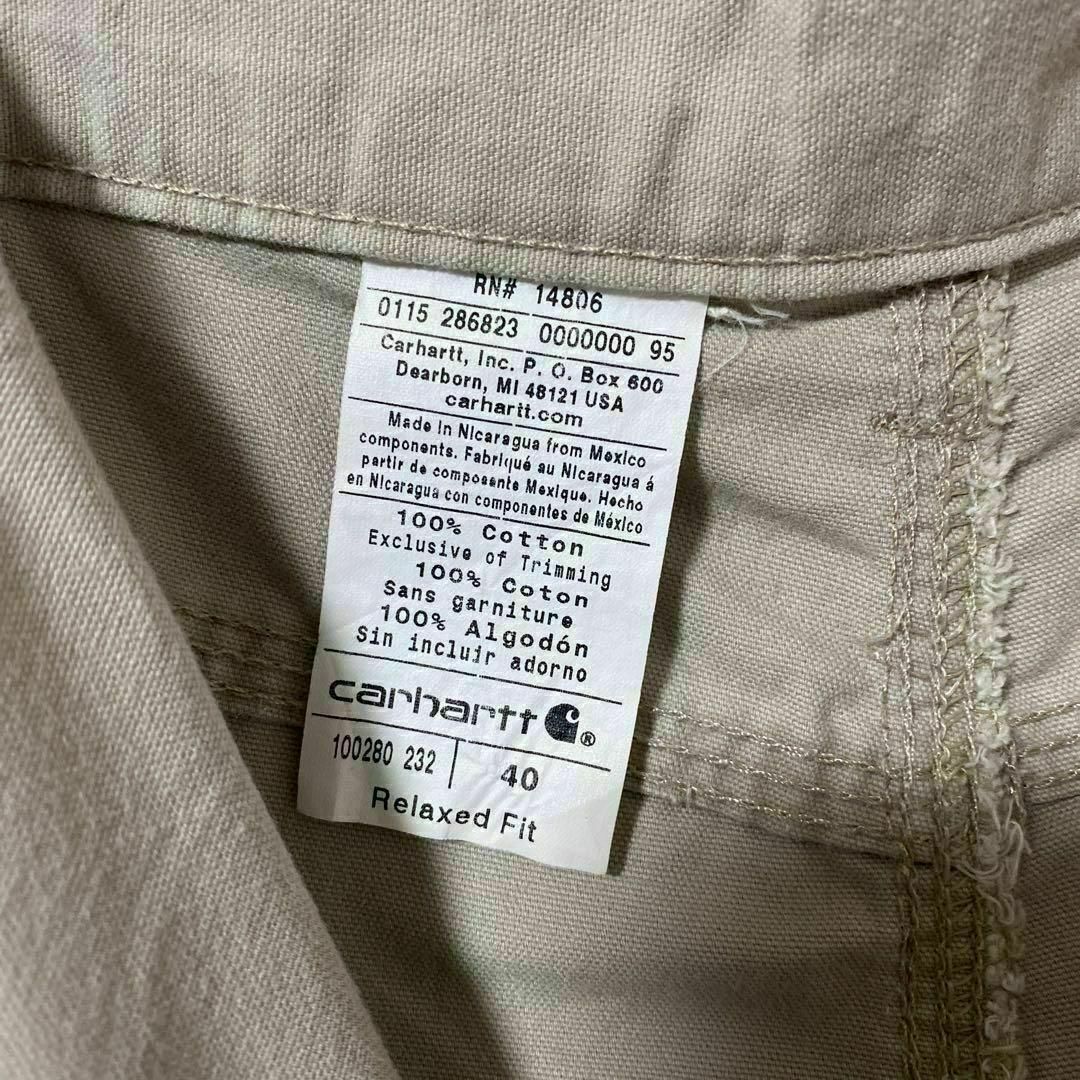 RN# 14806
0115 286823 0000000 95
Carhartt, Inc. P. O. Box 600
Dearborn, MI 48121 USA
carhartt.com
Made In Nicaragua from Mexico
components. Fabriqué au Nicaragua á
partir de composante Mexique. Hecho
en Nicaragua con componentes de México
100% Cotton
Exclusive of Trimming
100% Coton
Sans garniture
100% Algodón
Sin incluir adorno
carhartt ®
100280 232 | 40
Relaxed Fit